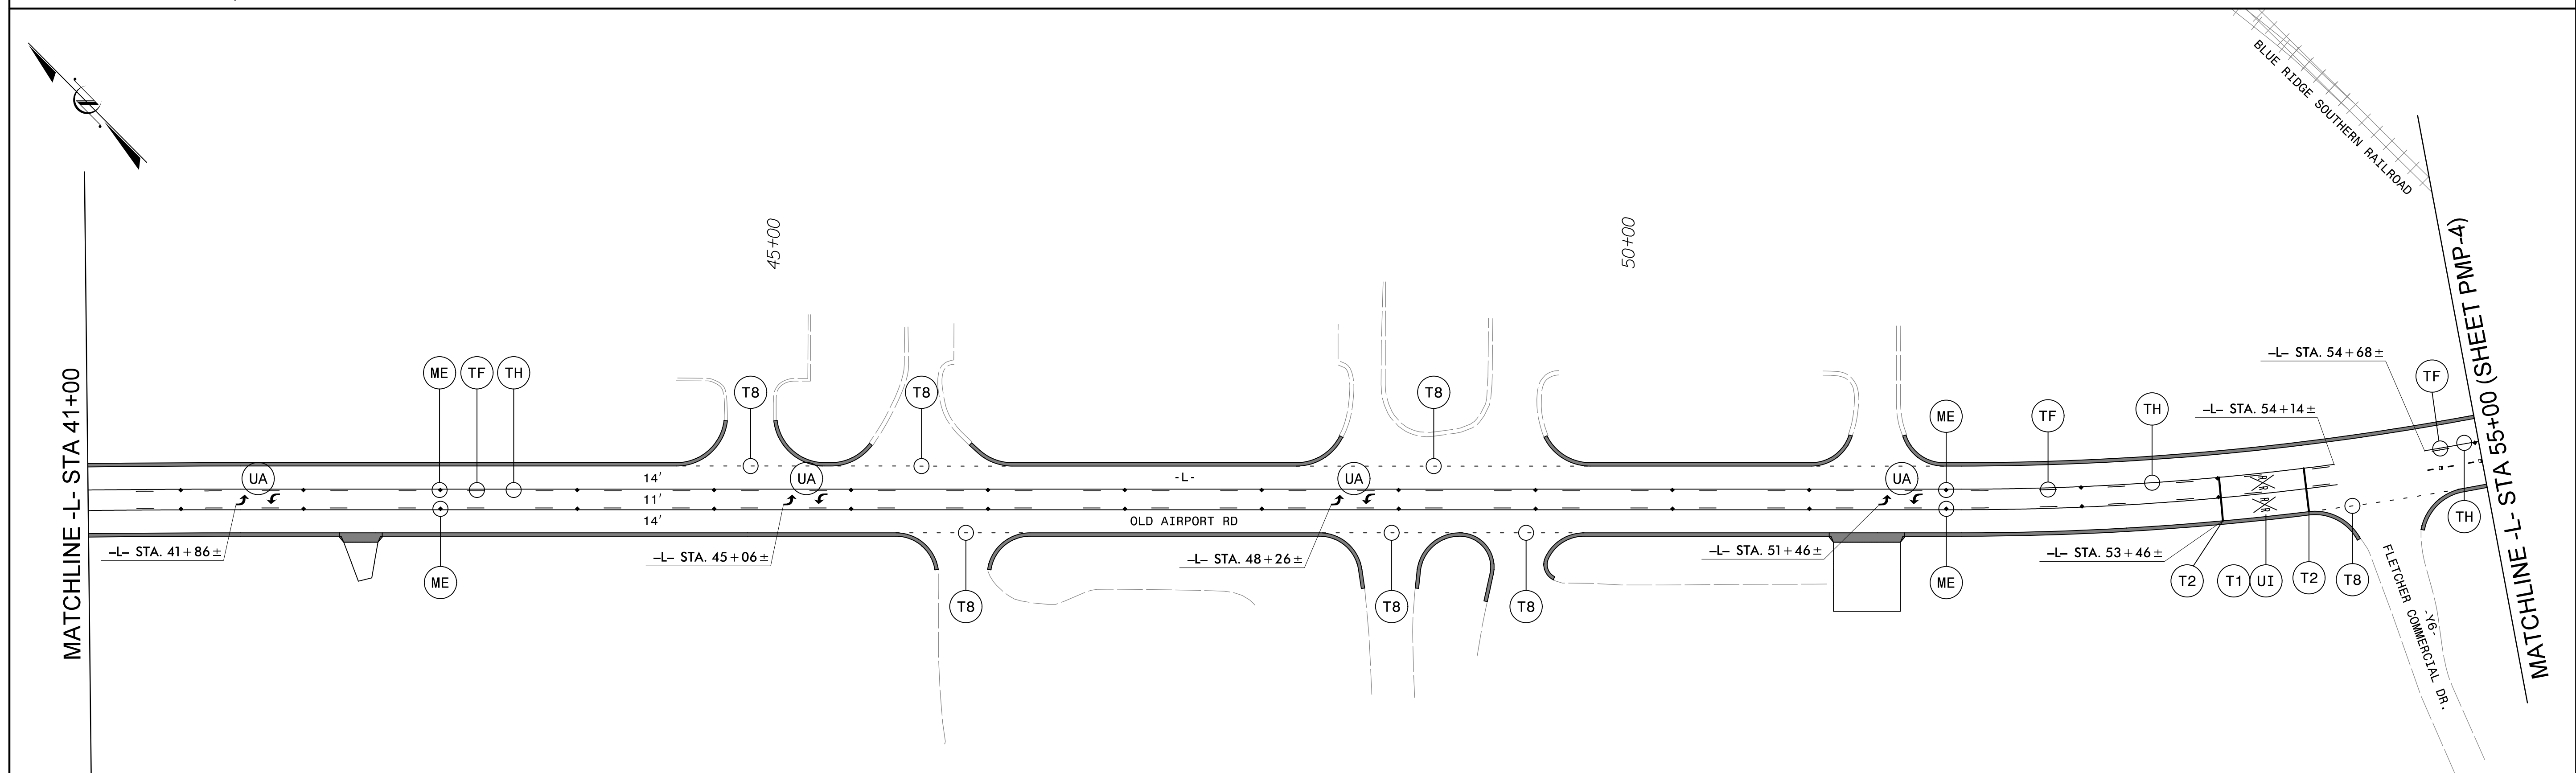 BLUE RIDGE SOUTHERN RAILROAD
45+00
50+00
MATCHLINE -L- STA 41+00
MATCHLINE -L- STA 55+00 (SHEET PMP-4)
-L- STA. 54+68±
TF
ME
TF
TH
T8
T8
T8
ME
TF
TH
-L- STA. 54+14±
UA
UA
UA
UA
14'
-L-
11'
14'
OLD AIRPORT RD
R R
R R
TH
-L- STA. 41+86±
-L- STA. 45+06±
-L- STA. 48+26±
-L- STA. 51+46±
-L- STA. 53+46±
ME
T8
T8
T8
ME
T2
T1
UI
T2
T8
-Y6-
FLETCHER COMMERCIAL DR.